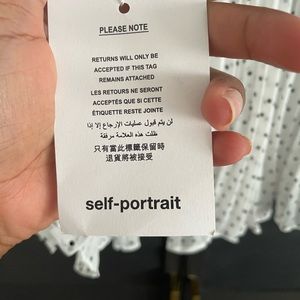 PLEASE NOTE
RETURNS WILL ONLY BE
ACCEPTED IF THIS TAG
REMAINS ATTACHED
LES RETOURS NE SERONT
ACCEPTÉS QUE SI CETTE
ÉTIQUETTE RESTE JOINTE
لن يتم قبول عمليات الإرجاع إلا إذا
ظلت هذه العلامة مرفقة
只有當此標籤保留時
退貨將被接受
self-portrait